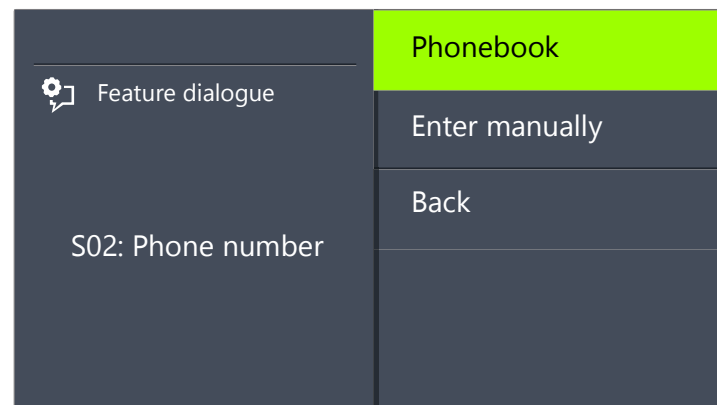 Feature dialogue
S02: Phone number
Phonebook
Enter manually
Back